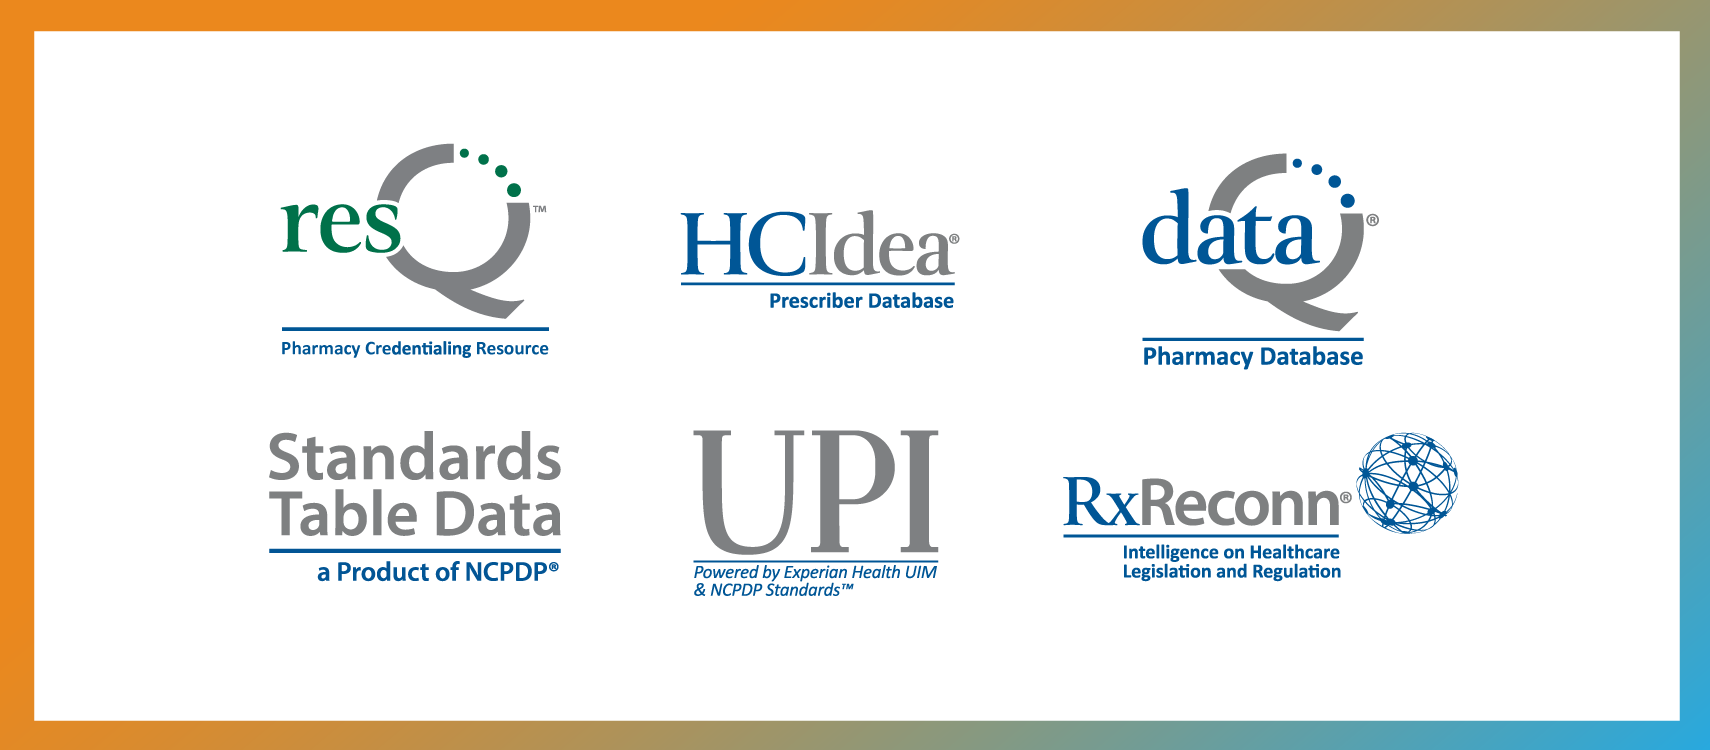 resQ™
Pharmacy Credentialing Resource
HCIdea®
Prescriber Database
dataQ®
Pharmacy Database
Standards
Table Data
a Product of NCPDP®
UPI
Powered by Experian Health UIM
& NCPDP Standards™
RxReconn®
Intelligence on Healthcare
Legislation and Regulation